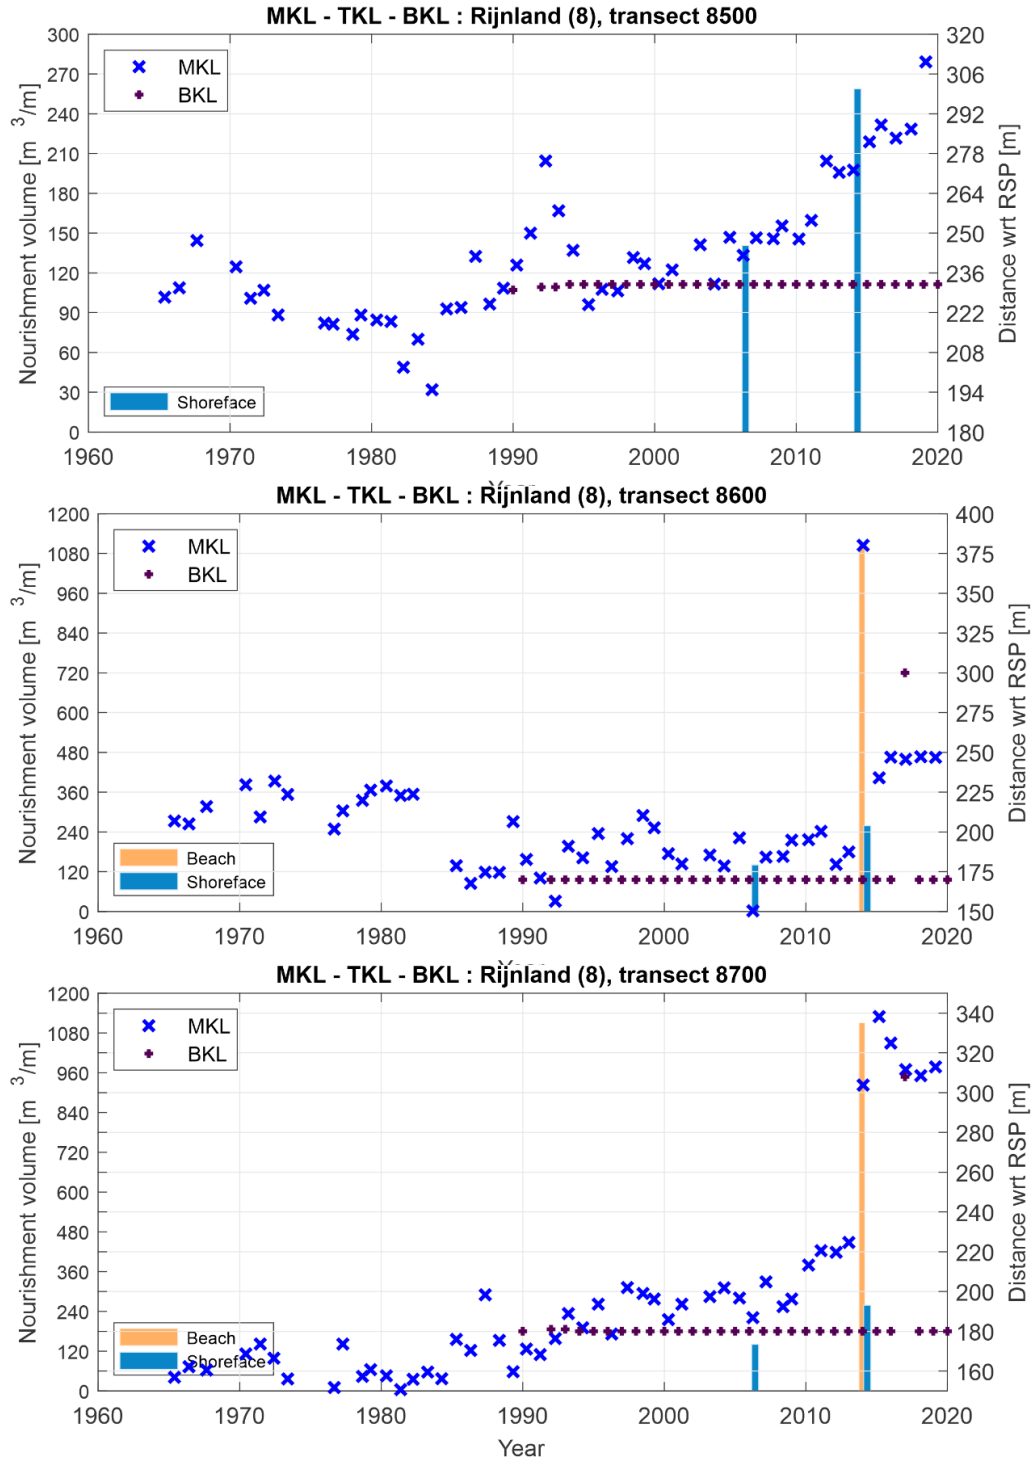 MKL - TKL - BKL : Rijnland (8), transect 8500
Nourishment volume [m 3/m]
300
270
240
210
180
150
120
90
60
30
0
MKL
BKL
Shoreface
320
306
292
278
264
250
236
222
208
194
180
Distance wrt RSP [m]
1960 1970 1980 1990 2000 2010 2020
MKL - TKL - BKL : Rijnland (8), transect 8600
Nourishment volume [m 3/m]
1200
1080
960
840
720
600
480
360
240
120
0
MKL
BKL
Beach
Shoreface
400
375
350
325
300
275
250
225
200
175
150
Distance wrt RSP [m]
1960 1970 1980 1990 2000 2010 2020
MKL - TKL - BKL : Rijnland (8), transect 8700
Nourishment volume [m 3/m]
1200
1080
960
840
720
600
480
360
240
120
0
MKL
BKL
Beach
Shoreface
340
320
300
280
260
240
220
200
180
160
Distance wrt RSP [m]
1960 1970 1980 1990 2000 2010 2020
Year